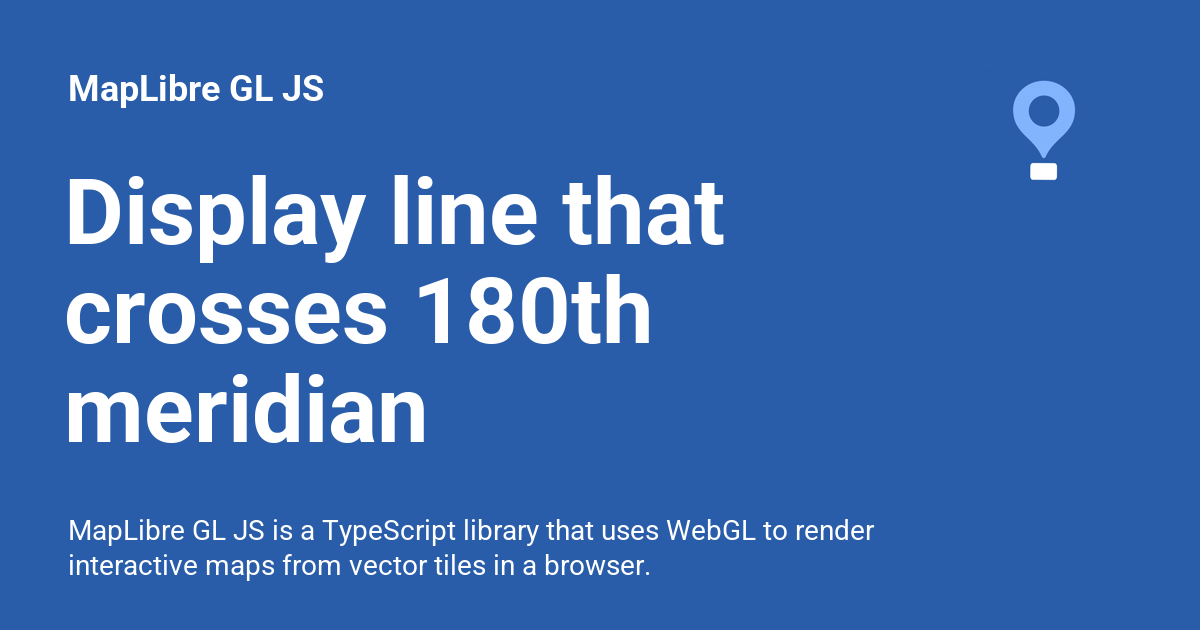 MapLibre GL JS
Display line that
crosses 180th
meridian
MapLibre GL JS is a TypeScript library that uses WebGL to render
interactive maps from vector tiles in a browser.